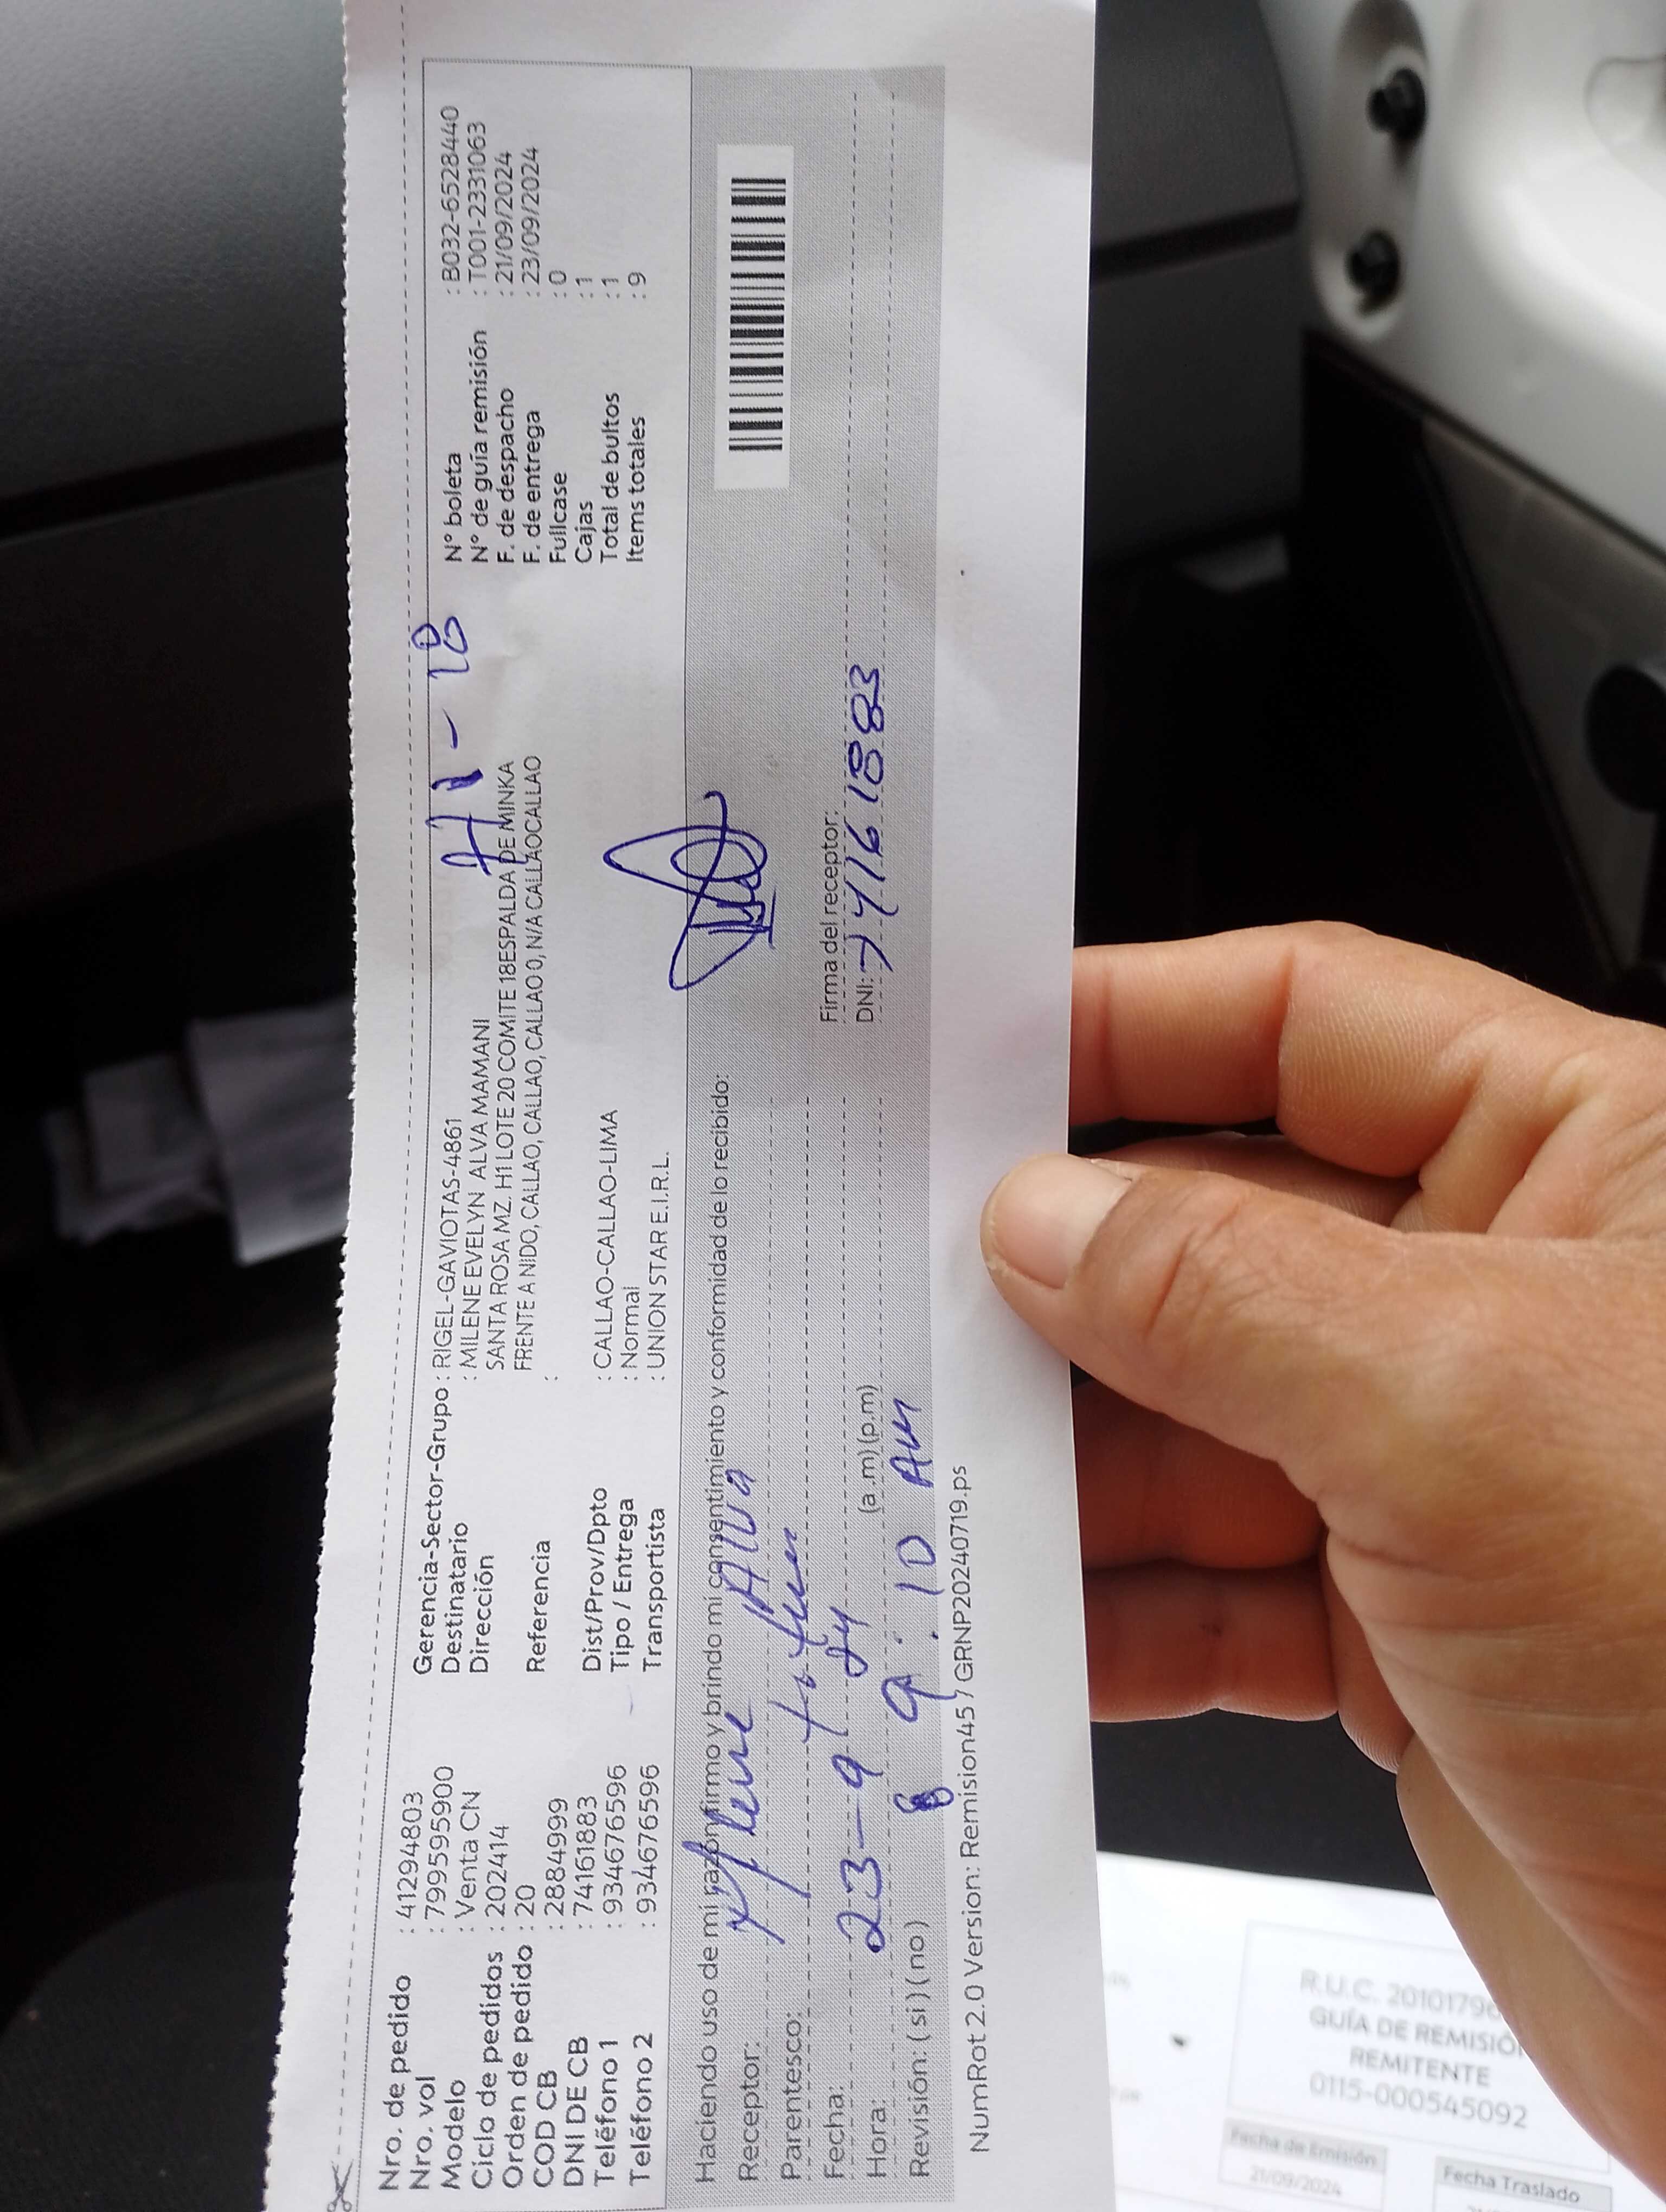 Nro. de pedido : 41294803
Nro. vol : 799595900
Modelo : Venta CN
Ciclo de pedidos : 202414
Orden de pedido : 20
COD CB : 2884999
DNI DE CB : 74161883
Teléfono 1 : 934676596
Teléfono 2 : 934676596
Gerencia-Sector-Grupo : RIGEL-GAVIOTAS-4861
Destinatario : MILENE EVELYN ALVA MAMANI
Dirección SANTA ROSA MZ. H1 LOTE 20 COMITE 18ESPALDA DE MINKA
FRENTE A NIDO, CALLAO, CALLAO, CALLAO 0, N/A CALLAOCALLAO
Referencia :
Dist/Prov/Dpto : CALLAO-CALLAO-LIMA
Tipo / Entrega : Normal
Transportista : UNION STAR E.I.R.L.
H1-18
N° boleta : B032-6528440
N° de guía remisión : T001-2331063
F. de despacho : 21/09/2024
F. de entrega : 23/09/2024
Fullcase : 0
Cajas : 1
Total de bultos : 1
Items totales : 9
Haciendo uso de mi razón firmo y brindo mi consentimiento y conformidad de lo recibido:
Receptor: Milene Alva
Parentesco:
Fecha: 23-9 24
Hora: 9:10 AM (a.m) (p.m)
Revisión: ( si ) ( no )
Firma del receptor:
DNI: 74161883
NumRot 2.0 Version: Remision45 / GRNP20240719.ps
R.U.C. 20101796
GUÍA DE REMISIÓN
REMITENTE
0115-000545092
Fecha de Emisión
21/09/2024
Fecha Traslado